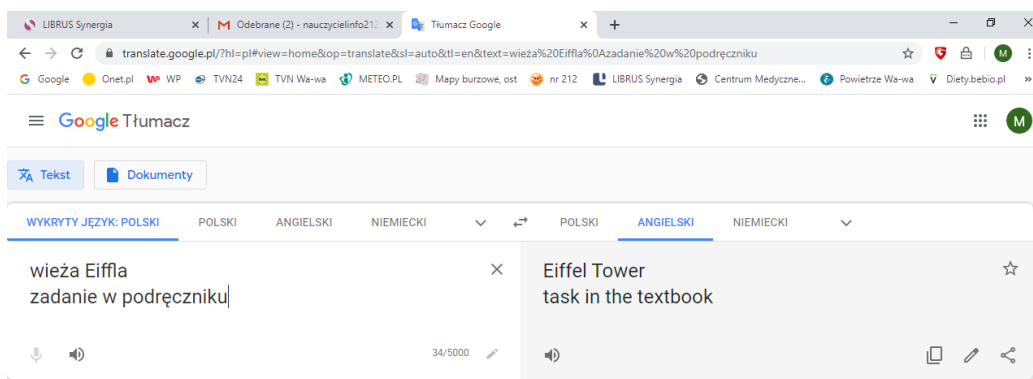 LIBRUS Synergia Odebrane (2) - nauczycielinfo212 Tłumacz Google
translate.google.pl/?hl=pl#view=home&op=translate&sl=auto&tl=en&text=wieża%20Eiffla%0Azadanie%20w%20podręczniku M
Google Onet.pl WP WP TVN24 TVN Wa-wa METEO.PL Mapy burzowe, ost nr 212 LIBRUS Synergia Centrum Medyczne... Powietrze Wa-wa Diety.bebio.pl »
Google Tłumacz M
Tekst Dokumenty
WYKRYTY JĘZYK: POLSKI POLSKI ANGIELSKI NIEMIECKI POLSKI ANGIELSKI NIEMIECKI
wieża Eiffla Eiffel Tower
zadanie w podręczniku task in the textbook
34/5000